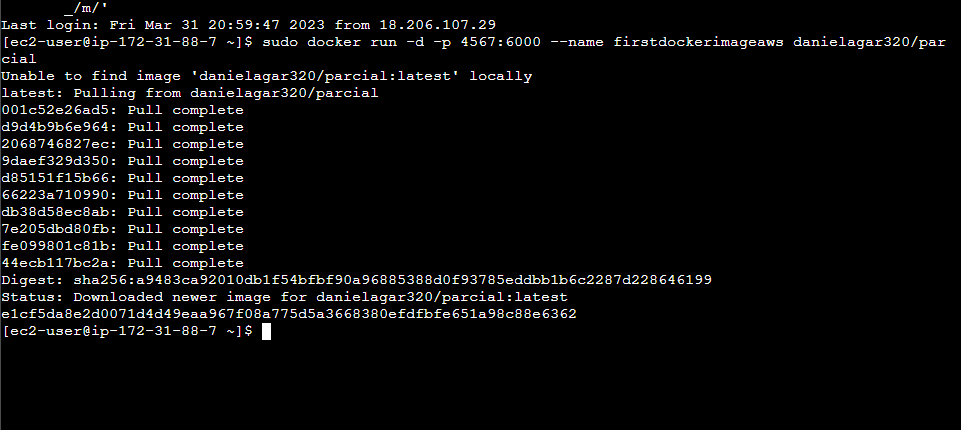 _/m/'
Last login: Fri Mar 31 20:59:47 2023 from 18.206.107.29
[ec2-user@ip-172-31-88-7 ~]$ sudo docker run -d -p 4567:6000 --name firstdockerimageaws danielagar320/par
cial
Unable to find image 'danielagar320/parcial:latest' locally
latest: Pulling from danielagar320/parcial
001c52e26ad5: Pull complete
d9d4b9b6e964: Pull complete
2068746827ec: Pull complete
9daef329d350: Pull complete
d85151f15b66: Pull complete
66223a710990: Pull complete
db38d58ec8ab: Pull complete
7e205dbd80fb: Pull complete
fe099801c81b: Pull complete
44ecb117bc2a: Pull complete
Digest: sha256:a9483ca92010db1f54bfbf90a96885388d0f93785eddbb1b6c2287d228646199
Status: Downloaded newer image for danielagar320/parcial:latest
e1cf5da8e2d0071d4d49eaa967f08a775d5a3668380efdfbfe651a98c88e6362
[ec2-user@ip-172-31-88-7 ~]$